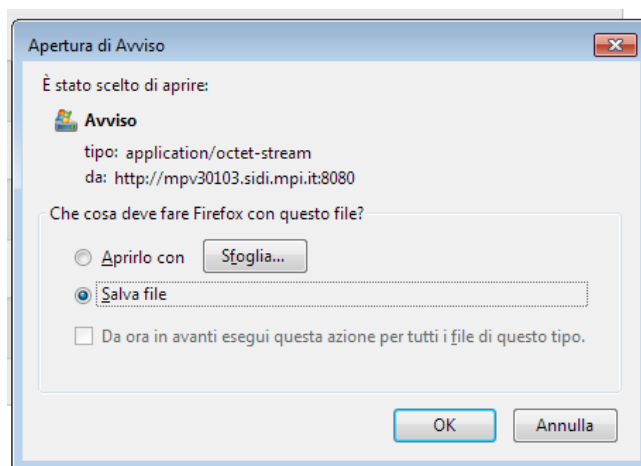 Apertura di Avviso
È stato scelto di aprire:
Avviso
tipo: application/octet-stream
da: http://mpv30103.sidi.mpi.it:8080
Che cosa deve fare Firefox con questo file?
Aprirlo con Sfoglia...
Salva file
Da ora in avanti esegui questa azione per tutti i file di questo tipo.
OK Annulla